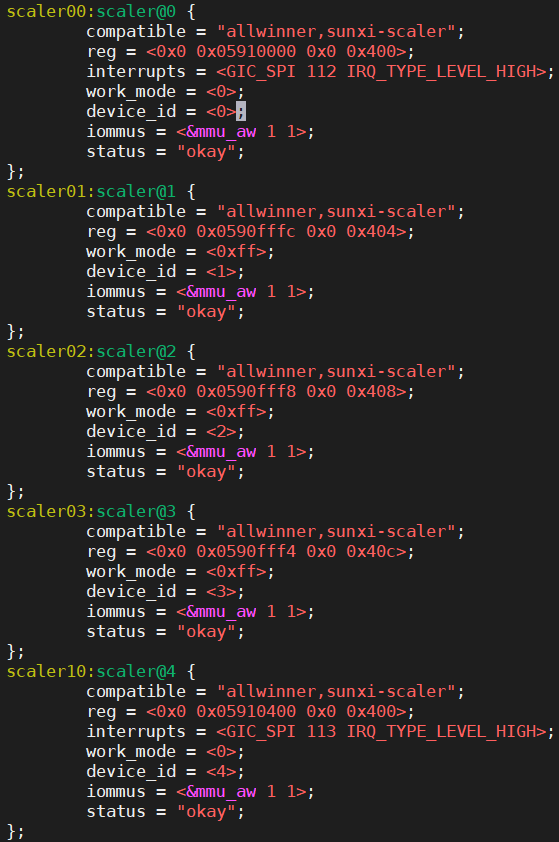 scaler00:scaler@0 {
        compatible = "allwinner,sunxi-scaler";
        reg = <0x0 0x05910000 0x0 0x400>;
        interrupts = <GIC_SPI 112 IRQ_TYPE_LEVEL_HIGH>;
        work_mode = <0>;
        device_id = <0>;
        iommus = <&mmu_aw 1 1>;
        status = "okay";
};
scaler01:scaler@1 {
        compatible = "allwinner,sunxi-scaler";
        reg = <0x0 0x0590fffc 0x0 0x404>;
        work_mode = <0xff>;
        device_id = <1>;
        iommus = <&mmu_aw 1 1>;
        status = "okay";
};
scaler02:scaler@2 {
        compatible = "allwinner,sunxi-scaler";
        reg = <0x0 0x0590fff8 0x0 0x408>;
        work_mode = <0xff>;
        device_id = <2>;
        iommus = <&mmu_aw 1 1>;
        status = "okay";
};
scaler03:scaler@3 {
        compatible = "allwinner,sunxi-scaler";
        reg = <0x0 0x0590fff4 0x0 0x40c>;
        work_mode = <0xff>;
        device_id = <3>;
        iommus = <&mmu_aw 1 1>;
        status = "okay";
};
scaler10:scaler@4 {
        compatible = "allwinner,sunxi-scaler";
        reg = <0x0 0x05910400 0x0 0x400>;
        interrupts = <GIC_SPI 113 IRQ_TYPE_LEVEL_HIGH>;
        work_mode = <0>;
        device_id = <4>;
        iommus = <&mmu_aw 1 1>;
        status = "okay";
};